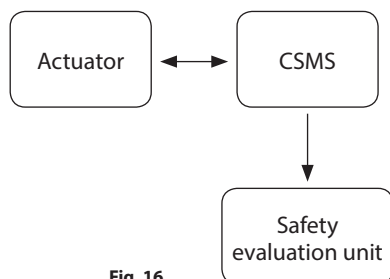 Actuator
CSMS
Safety
evaluation unit
Fig. 16